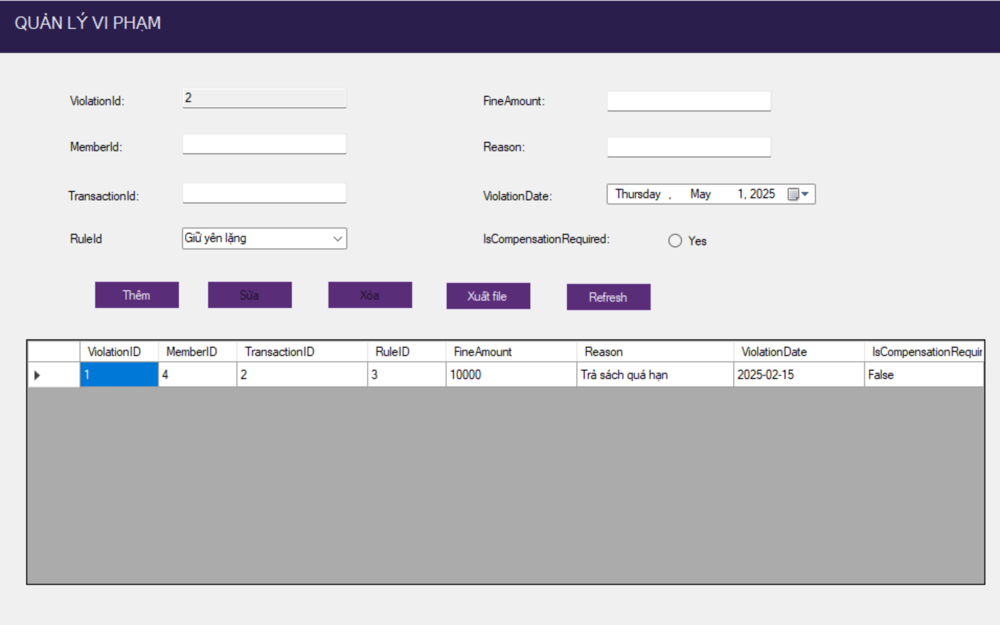 QUẢN LÝ VI PHẠM
ViolationId: 2 FineAmount:
MemberId: Reason:
TransactionId: ViolationDate: Thursday , May 1, 2025
RuleId Giữ yên lặng IsCompensationRequired: Yes
Thêm Sửa Xóa Xuất file Refresh
ViolationID MemberID TransactionID RuleID FineAmount Reason ViolationDate IsCompensationRequir
1 4 2 3 10000 Trả sách quá hạn 2025-02-15 False